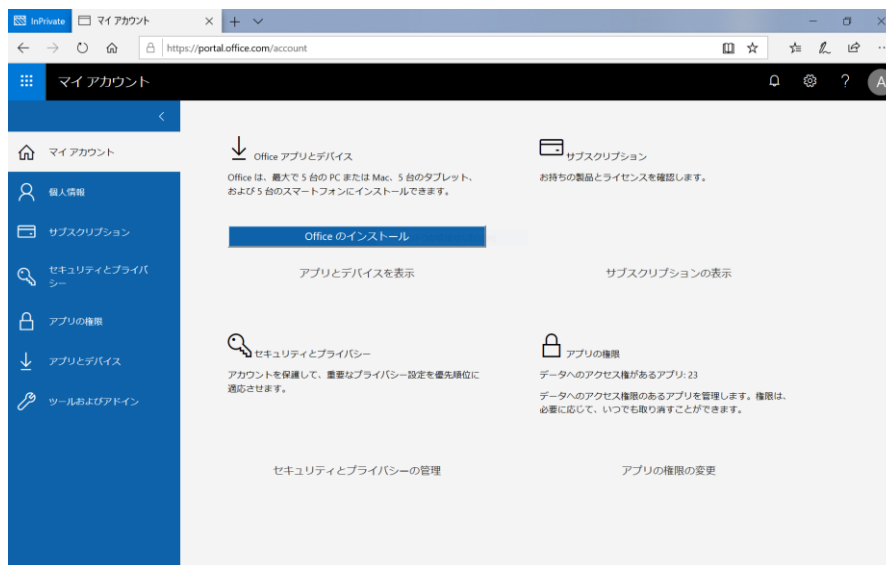 InPrivate
マイ アカウント
https://portal.office.com/account
マイ アカウント
A
マイ アカウント
個人情報
サブスクリプション
セキュリティとプライバ
シー
アプリの権限
アプリとデバイス
ツールおよびアドイン
Office アプリとデバイス
Office は、最大で 5 台の PC または Mac、5 台のタブレット、
および 5 台のスマートフォンにインストールできます。
Office のインストール
アプリとデバイスを表示
サブスクリプション
お持ちの製品とライセンスを確認します。
サブスクリプションの表示
セキュリティとプライバシー
アカウントを保護して、重要なプライバシー設定を優先順位に
適応させます。
セキュリティとプライバシーの管理
アプリの権限
データへのアクセス権があるアプリ: 23
データへのアクセス権限のあるアプリを管理します。権限は、
必要に応じて、いつでも取り消すことができます。
アプリの権限の変更